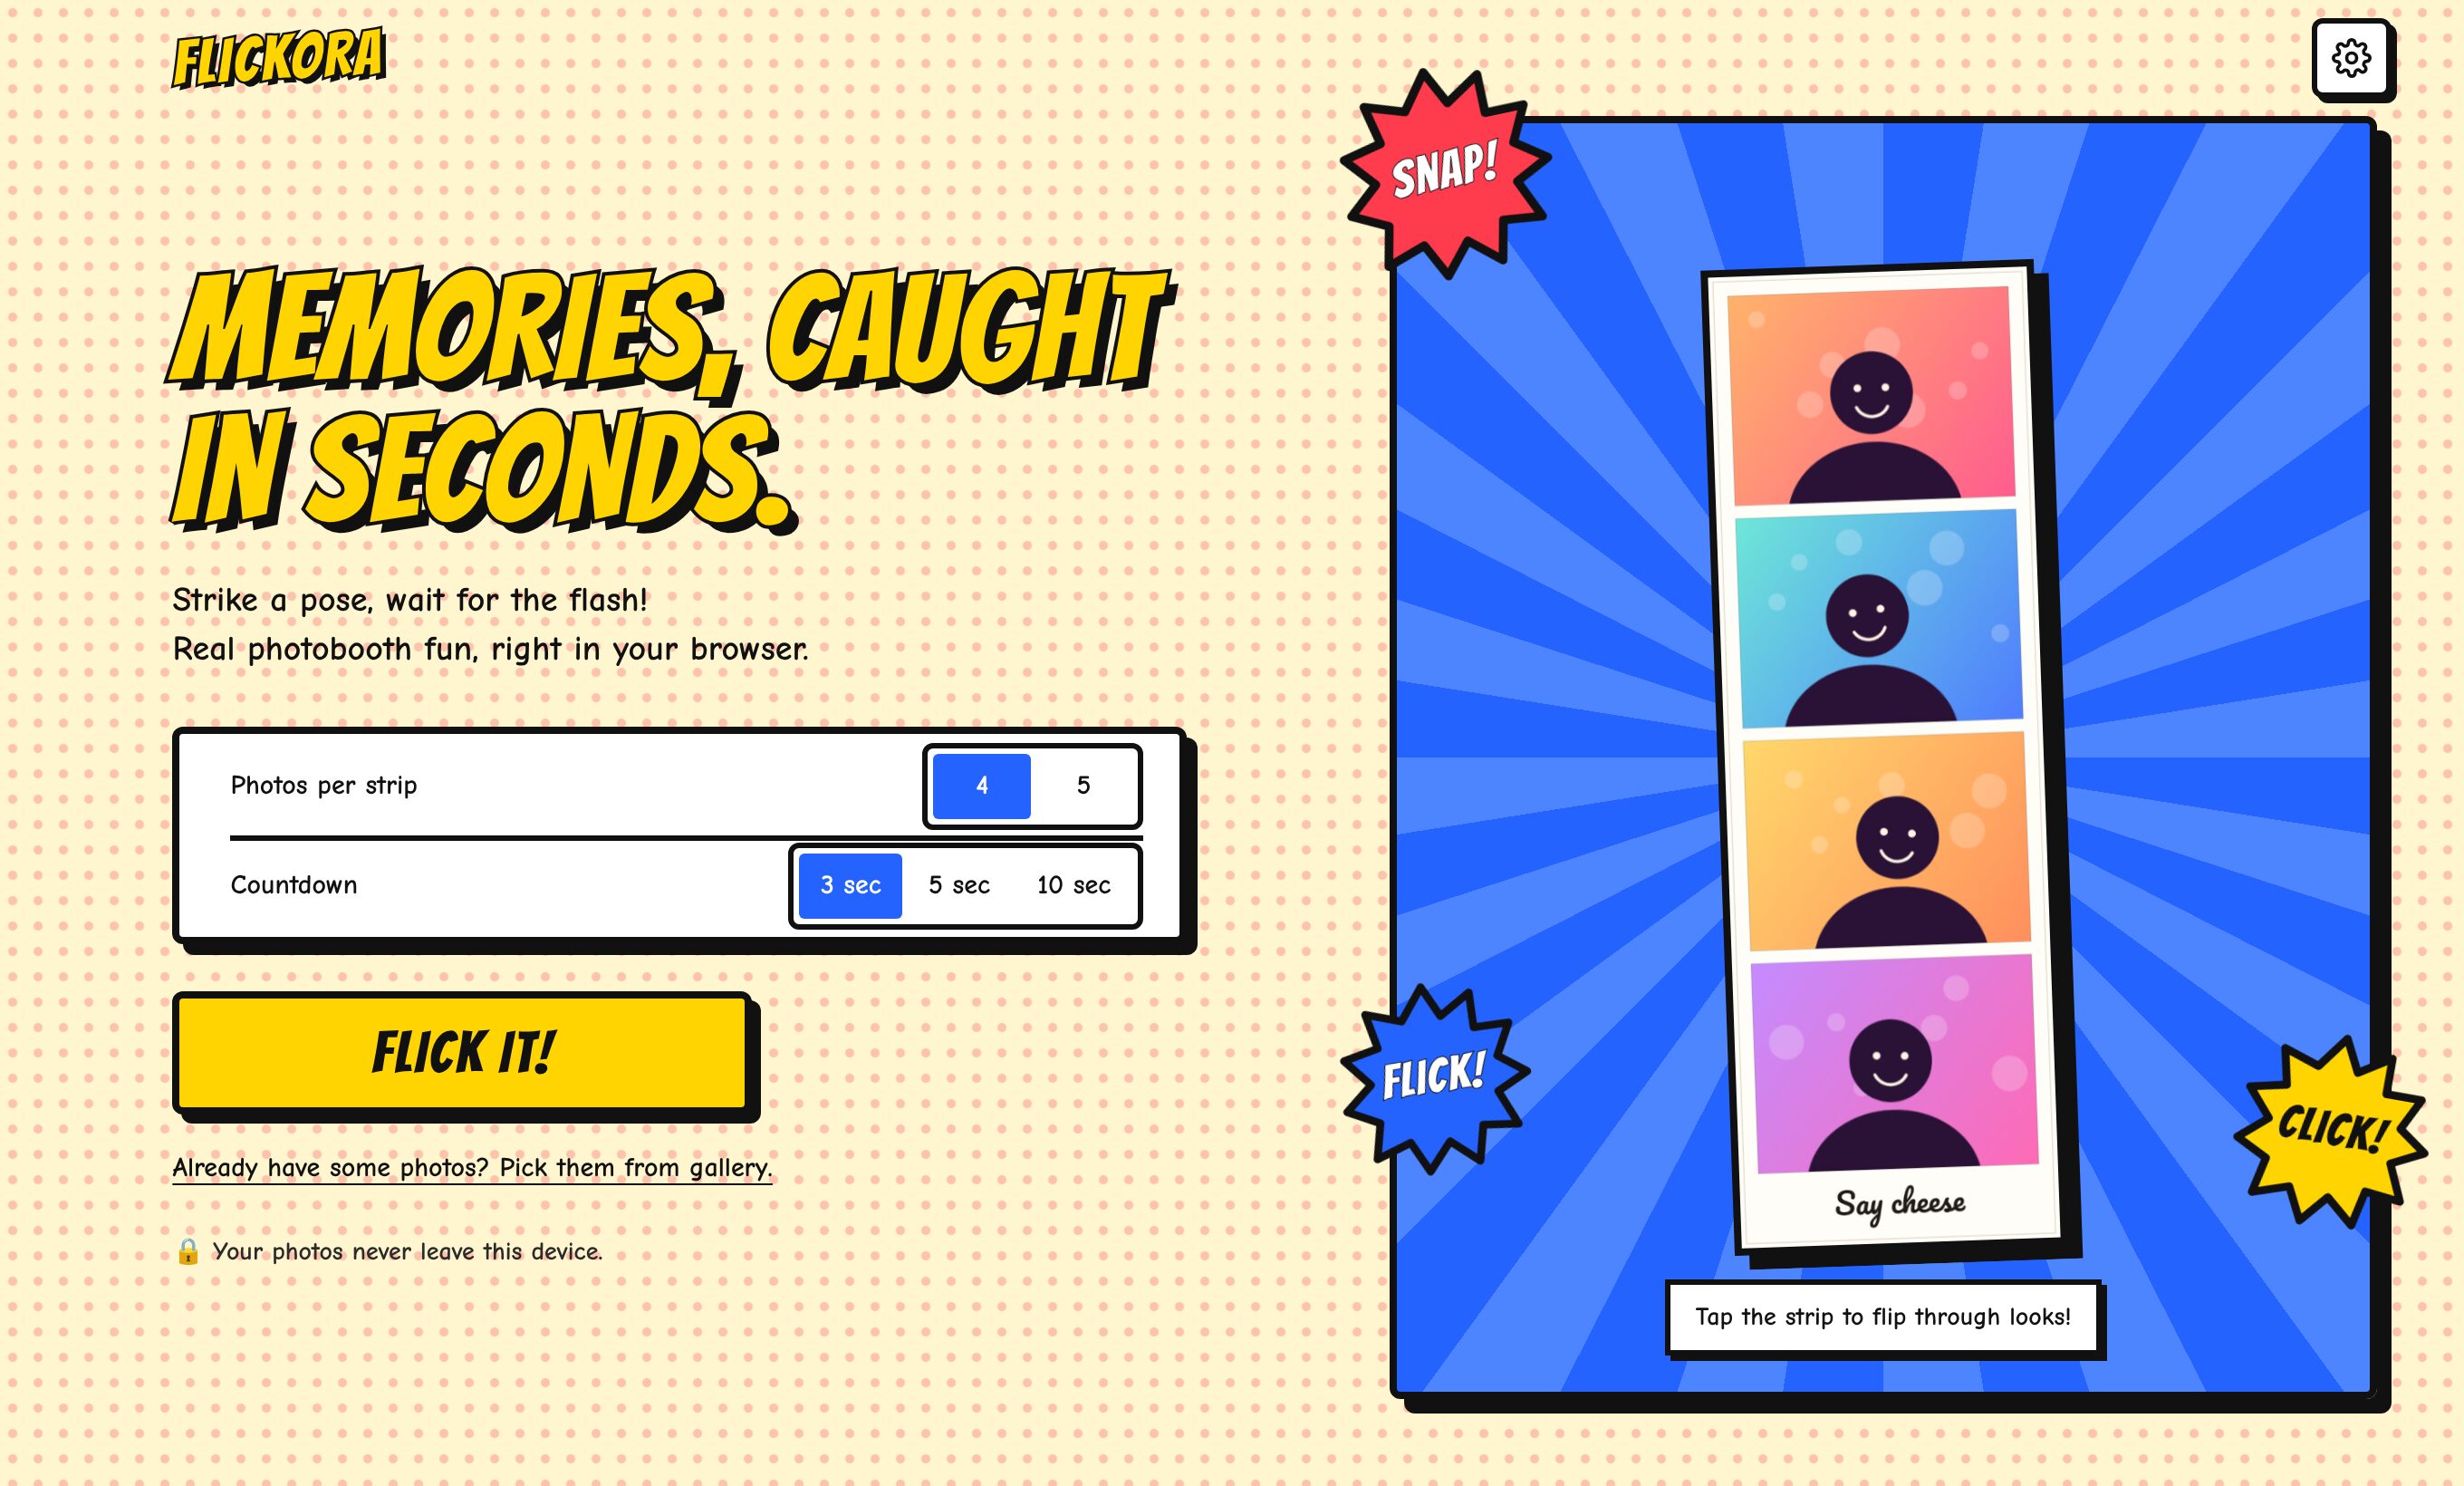 FLICKORA
MEMORIES, CAUGHT
IN SECONDS.
Strike a pose, wait for the flash!
Real photobooth fun, right in your browser.
Photos per strip
4 5
Countdown
3 sec 5 sec 10 sec
FLICK IT!
Already have some photos? Pick them from gallery.
Your photos never leave this device.
SNAP!
FLICK!
CLICK!
Say cheese
Tap the strip to flip through looks!